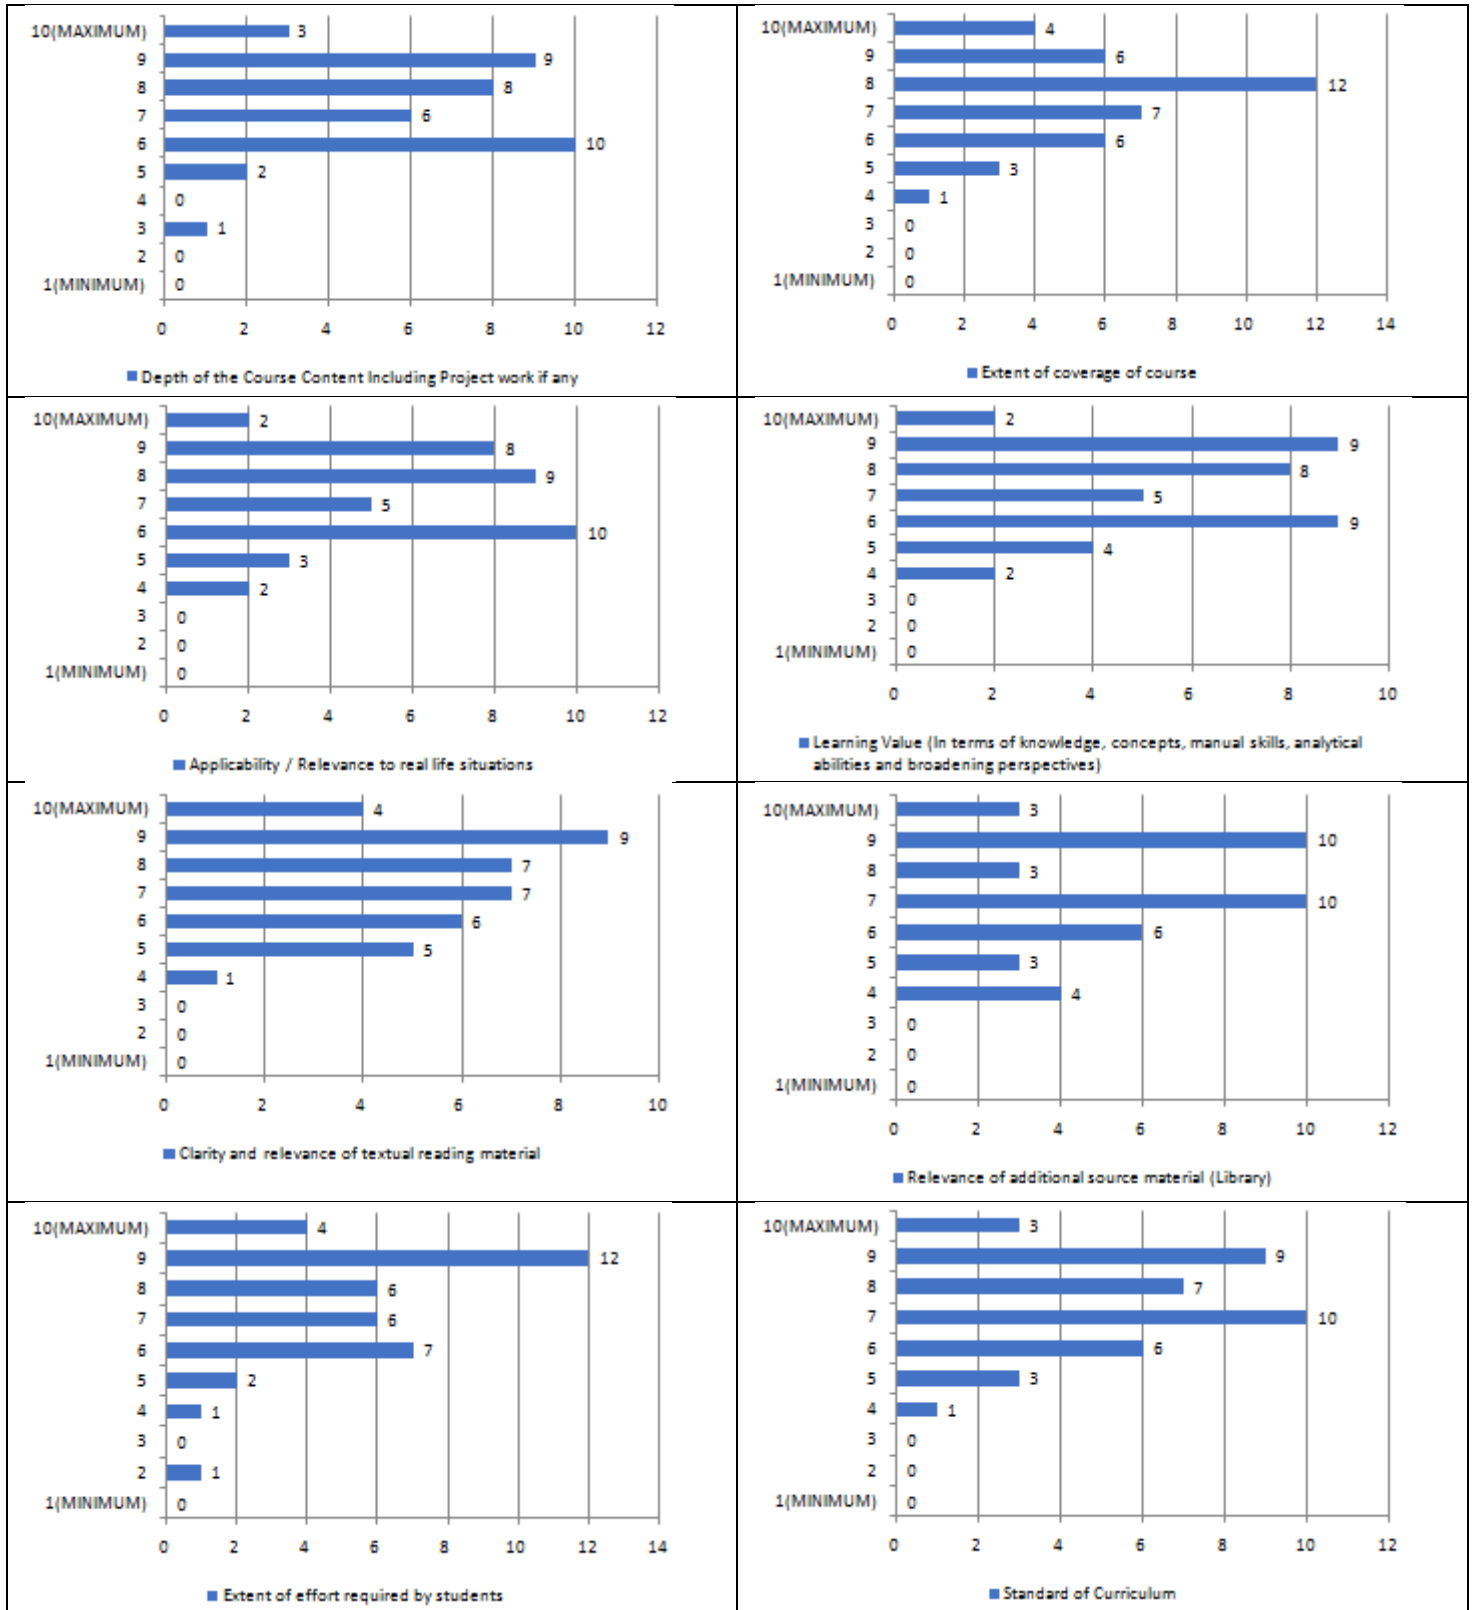 10(MAXIMUM) 3
9 9
8 8
7 6
6 10
5 2
4 0
3 1
2 0
1(MINIMUM) 0
0 2 4 6 8 10 12
Depth of the Course Content Including Project work if any
10(MAXIMUM) 4
9 6
8 12
7 7
6 6
5 3
4 1
3 0
2 0
1(MINIMUM) 0
0 2 4 6 8 10 12 14
Extent of coverage of course
10(MAXIMUM) 2
9 8
8 9
7 5
6 10
5 3
4 2
3 0
2 0
1(MINIMUM) 0
0 2 4 6 8 10 12
Applicability / Relevance to real life situations
10(MAXIMUM) 2
9 9
8 8
7 5
6 9
5 4
4 2
3 0
2 0
1(MINIMUM) 0
0 2 4 6 8 10
Learning Value (In terms of knowledge, concepts, manual skills, analytical
abilities and broadening perspectives)
10(MAXIMUM) 4
9 9
8 7
7 7
6 6
5 5
4 1
3 0
2 0
1(MINIMUM) 0
0 2 4 6 8 10
Clarity and relevance of textual reading material
10(MAXIMUM) 3
9 10
8 3
7 10
6 6
5 3
4 4
3 0
2 0
1(MINIMUM) 0
0 2 4 6 8 10 12
Relevance of additional source material (Library)
10(MAXIMUM) 4
9 12
8 6
7 6
6 7
5 2
4 1
3 0
2 1
1(MINIMUM) 0
0 2 4 6 8 10 12 14
Extent of effort required by students
10(MAXIMUM) 3
9 9
8 7
7 10
6 6
5 3
4 1
3 0
2 0
1(MINIMUM) 0
0 2 4 6 8 10 12
Standard of Curriculum